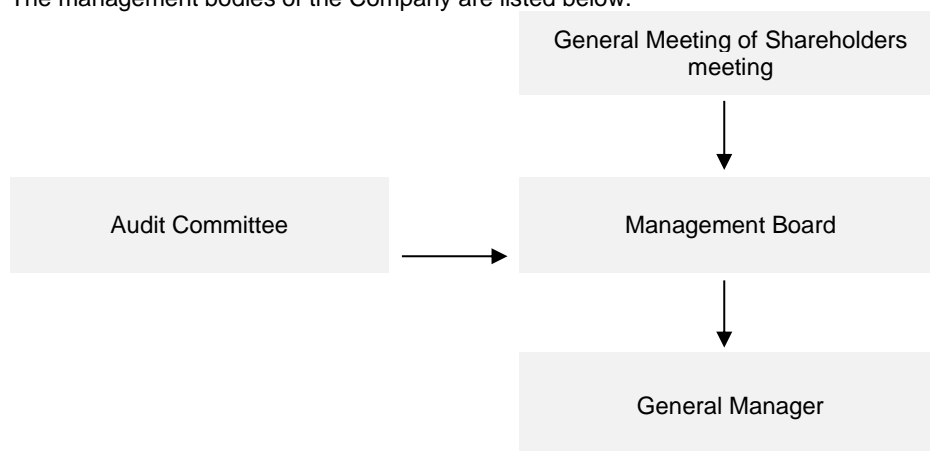 The management bodies of the Company are listed below:
General Meeting of Shareholders
meeting
Audit Committee
Management Board
General Manager